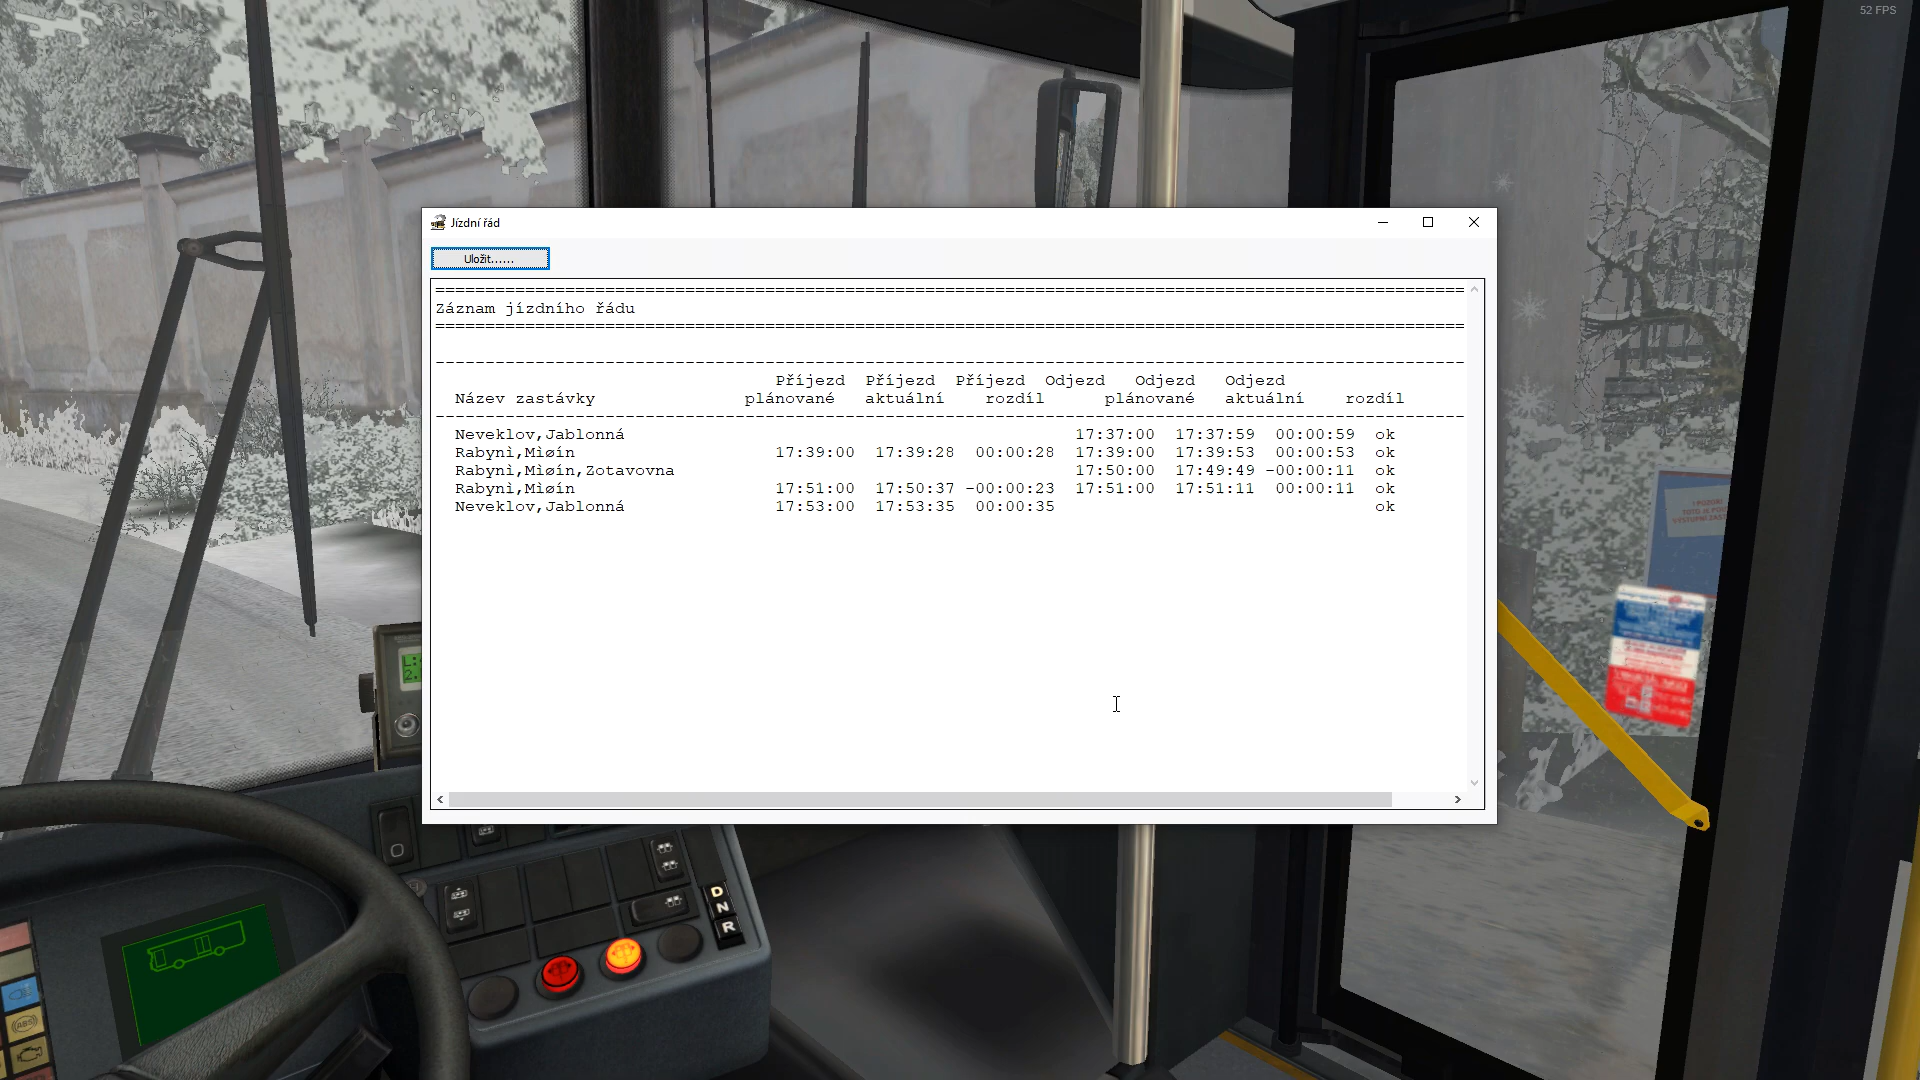 52 FPS
Jízdní řád
Uložit......
=======================================================================================================
Záznam jízdního řádu
=======================================================================================================
-------------------------------------------------------------------------------------------------------
Příjezd Příjezd Příjezd Odjezd Odjezd Odjezd
Název zastávky plánované aktuální rozdíl plánované aktuální rozdíl
-------------------------------------------------------------------------------------------------------
Neveklov,Jablonná 17:37:00 17:37:59 00:00:59 ok
Rabynì,Mìøín 17:39:00 17:39:28 00:00:28 17:39:00 17:39:53 00:00:53 ok
Rabynì,Mìøín,Zotavovna 17:50:00 17:49:49 -00:00:11 ok
Rabynì,Mìøín 17:51:00 17:50:37 -00:00:23 17:51:00 17:51:11 00:00:11 ok
Neveklov,Jablonná 17:53:00 17:53:35 00:00:35 ok
L:
2.
! POZOR!
D
N
R
ABS